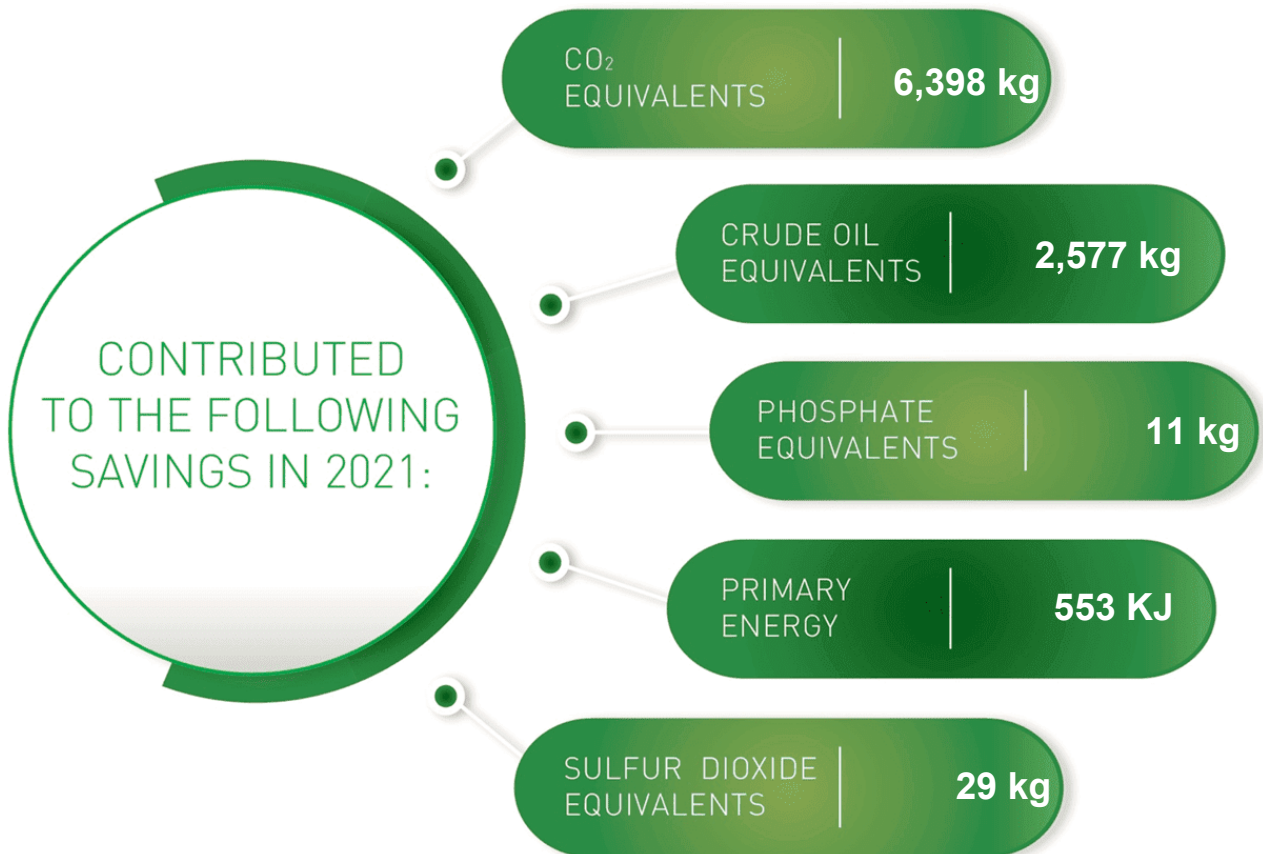 CO₂
EQUIVALENTS
6,398 kg
CRUDE OIL
EQUIVALENTS
2,577 kg
CONTRIBUTED
TO THE FOLLOWING
SAVINGS IN 2021:
PHOSPHATE
EQUIVALENTS
11 kg
PRIMARY
ENERGY
553 KJ
SULFUR DIOXIDE
EQUIVALENTS
29 kg